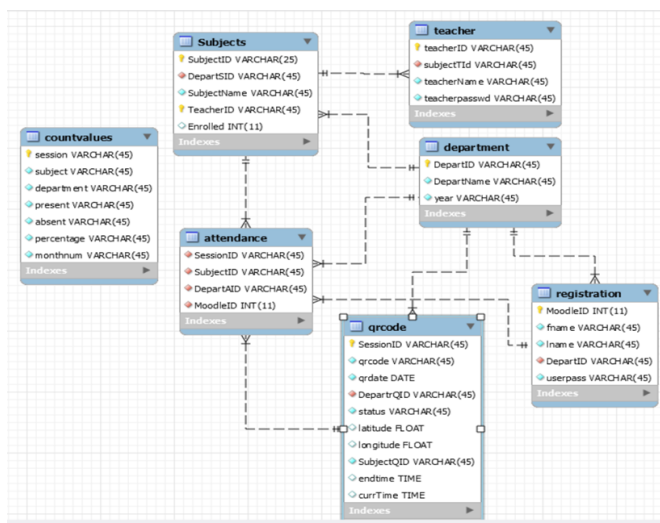 Subjects
SubjectID VARCHAR(25)
DepartSID VARCHAR(45)
SubjectName VARCHAR(45)
TeacherID VARCHAR(45)
Enrolled INT(11)
Indexes
teacher
teacherID VARCHAR(45)
subjectTId VARCHAR(45)
teacherName VARCHAR(45)
teacherpasswd VARCHAR(45)
Indexes
countvalues
session VARCHAR(45)
subject VARCHAR(45)
department VARCHAR(45)
present VARCHAR(45)
absent VARCHAR(45)
percentage VARCHAR(45)
monthnum VARCHAR(45)
Indexes
department
DepartID VARCHAR(45)
DepartName VARCHAR(45)
year VARCHAR(45)
Indexes
attendance
SessionID VARCHAR(45)
SubjectID VARCHAR(45)
DepartAID VARCHAR(45)
MoodleID INT(11)
Indexes
qrcode
SessionID VARCHAR(45)
qrcode VARCHAR(45)
qrdate DATE
DepartrQID VARCHAR(45)
status VARCHAR(45)
latitude FLOAT
longitude FLOAT
SubjectQID VARCHAR(45)
endtime TIME
currTime TIME
Indexes
registration
MoodleID INT(11)
fname VARCHAR(45)
lname VARCHAR(45)
DepartID VARCHAR(45)
userpass VARCHAR(45)
Indexes